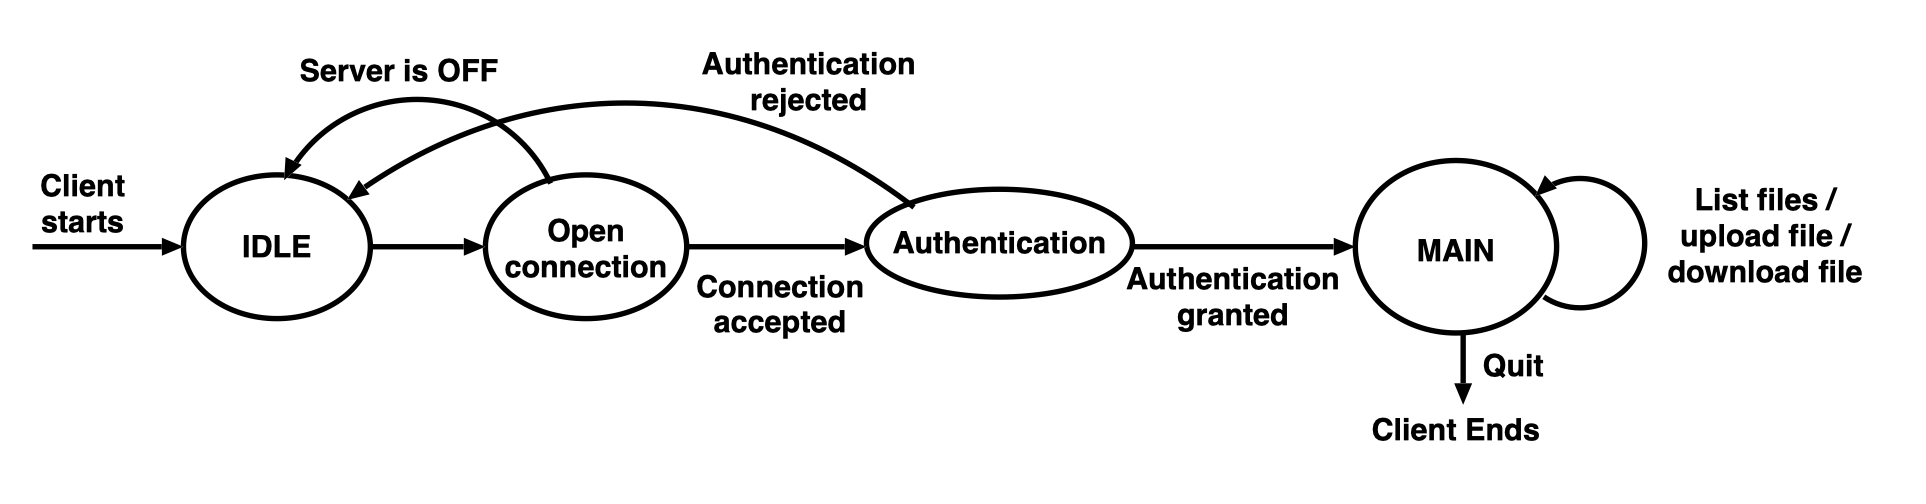 Server is OFF
Authentication
rejected
Client
starts
IDLE
Open
connection
Connection
accepted
Authentication
Authentication
granted
MAIN
List files /
upload file /
download file
Quit
Client Ends